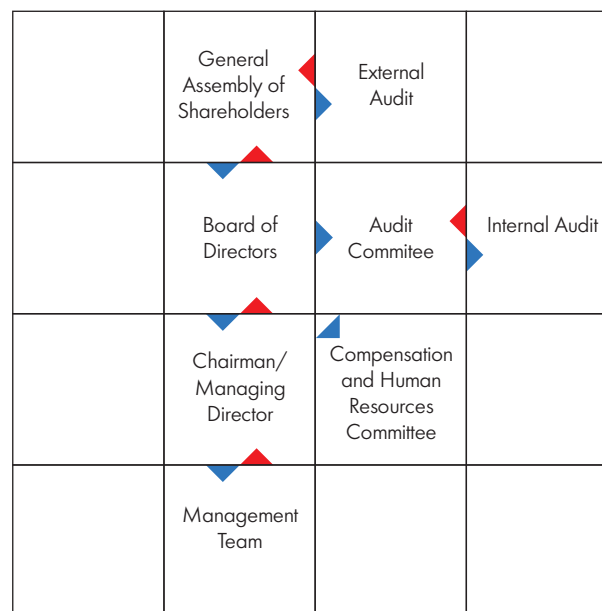 General
Assembly of
Shareholders
External
Audit
Board of
Directors
Audit
Commitee
Internal Audit
Chairman/
Managing
Director
Compensation
and Human
Resources
Committee
Management
Team